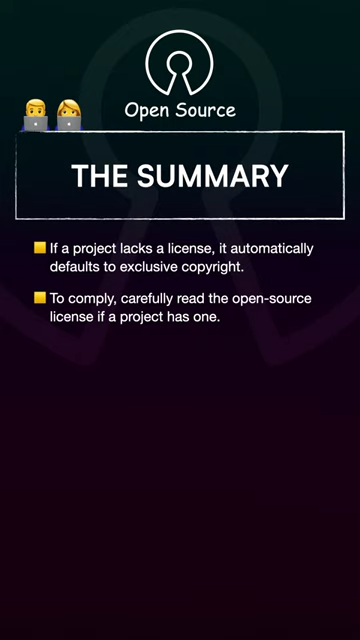 Open Source
THE SUMMARY
If a project lacks a license, it automatically
defaults to exclusive copyright.
To comply, carefully read the open-source
license if a project has one.